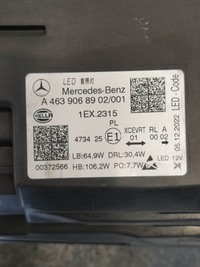 LED 前照灯
Mercedes-Benz
A 463 906 89 02/001
HELLA
1EX.2315
PL
4734 25 E1
XCEVRT RL A
01 00 02
LB:64,9W DRL:30,4W
00372566 HB:106,2W PO:7,7W
LED 12V
05.12.2022
LED-Code